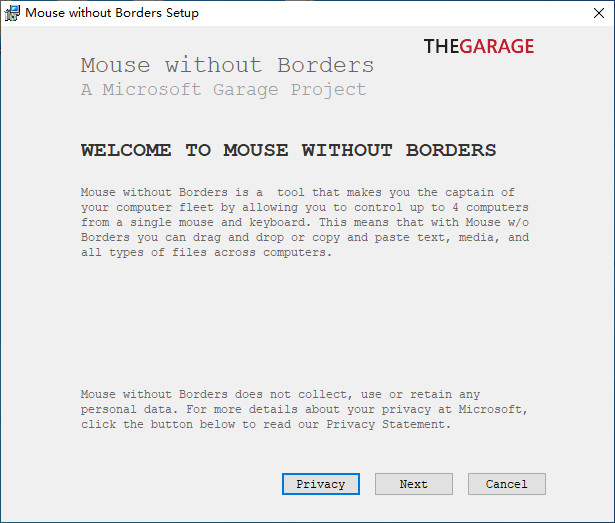 Mouse without Borders Setup
THEGARAGE
Mouse without Borders
A Microsoft Garage Project
WELCOME TO MOUSE WITHOUT BORDERS
Mouse without Borders is a  tool that makes you the captain of
your computer fleet by allowing you to control up to 4 computers
from a single mouse and keyboard. This means that with Mouse w/o
Borders you can drag and drop or copy and paste text, media, and
all types of files across computers.
Mouse without Borders does not collect, use or retain any
personal data. For more details about your privacy at Microsoft,
click the button below to read our Privacy Statement.
Privacy Next Cancel